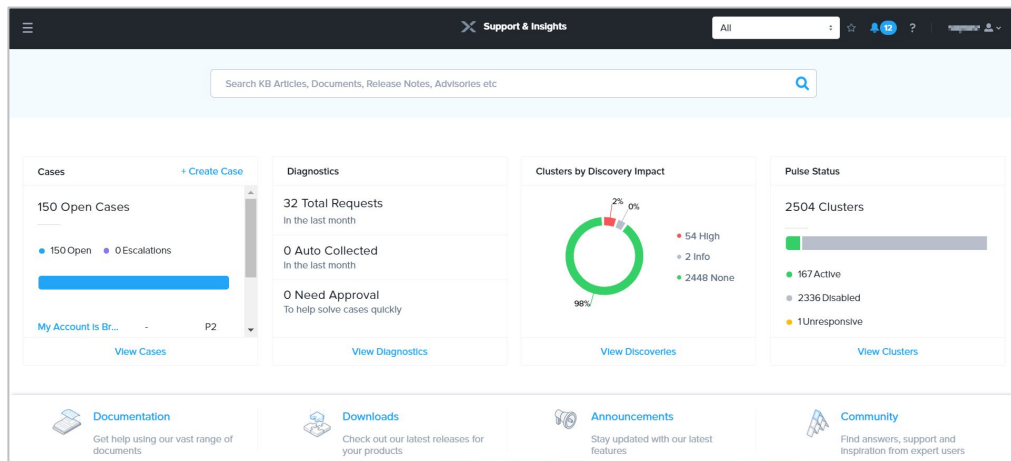 Support & Insights
All
12
?
Search KB Articles, Documents, Release Notes, Advisories etc
Cases
+ Create Case
150 Open Cases
150 Open
0 Escalations
My Account is Br...
-
P2
View Cases
Diagnostics
32 Total Requests
In the last month
0 Auto Collected
In the last month
0 Need Approval
To help solve cases quickly
View Diagnostics
Clusters by Discovery Impact
2%
0%
98%
54 High
2 Info
2448 None
View Discoveries
Pulse Status
2504 Clusters
167 Active
2336 Disabled
1 Unresponsive
View Clusters
Documentation
Get help using our vast range of
documents
Downloads
Check out our latest releases for
your products
Announcements
Stay updated with our latest
features
Community
Find answers, support and
inspiration from expert users